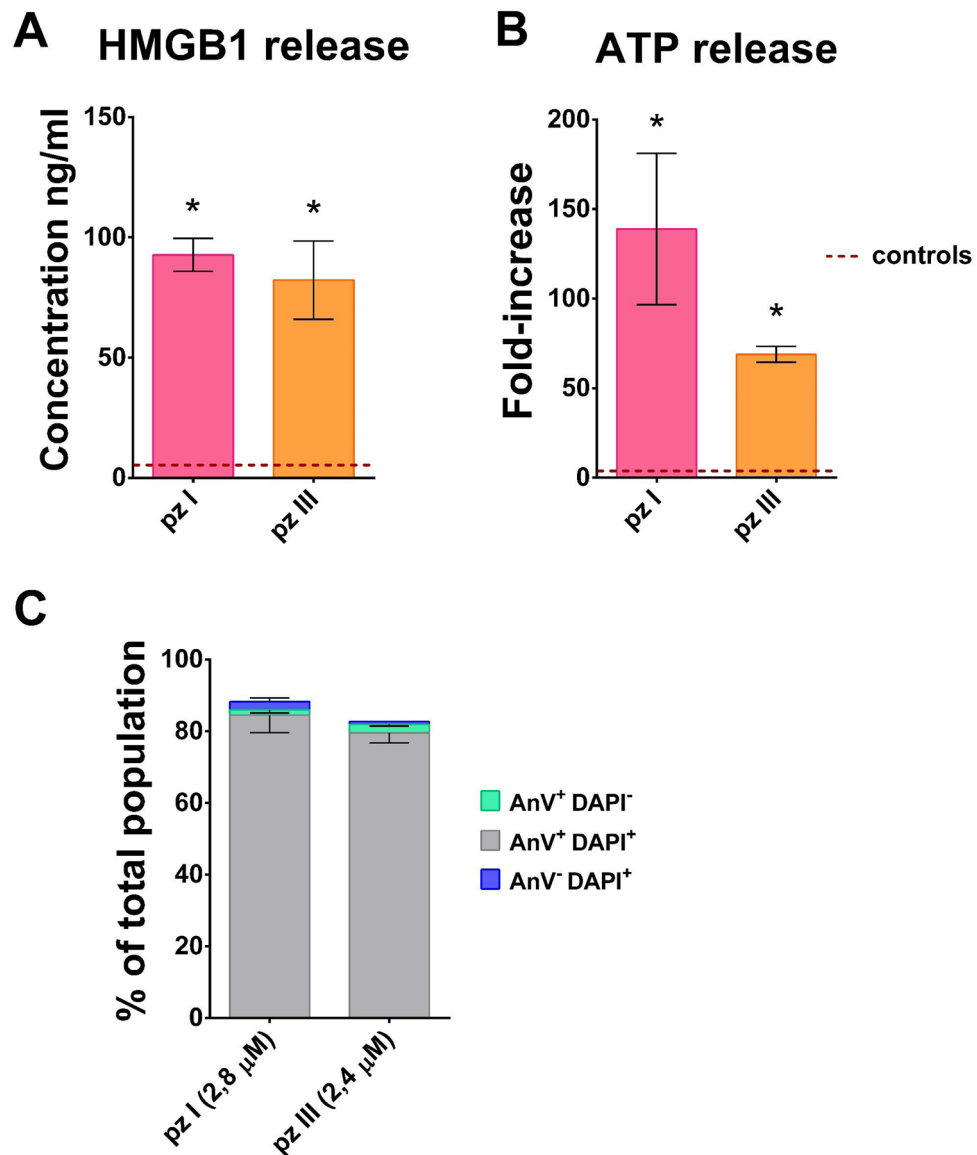 A HMGB1 release
Concentration ng/ml
150
100
50
0
*
*
pz I
pz III
B ATP release
Fold-increase
200
150
100
50
0
*
*
pz I
pz III
controls
C
% of total population
100
80
60
40
20
0
pz I (2,8 μM)
pz III (2,4 μM)
AnV⁺ DAPI⁻
AnV⁺ DAPI⁺
AnV⁻ DAPI⁺